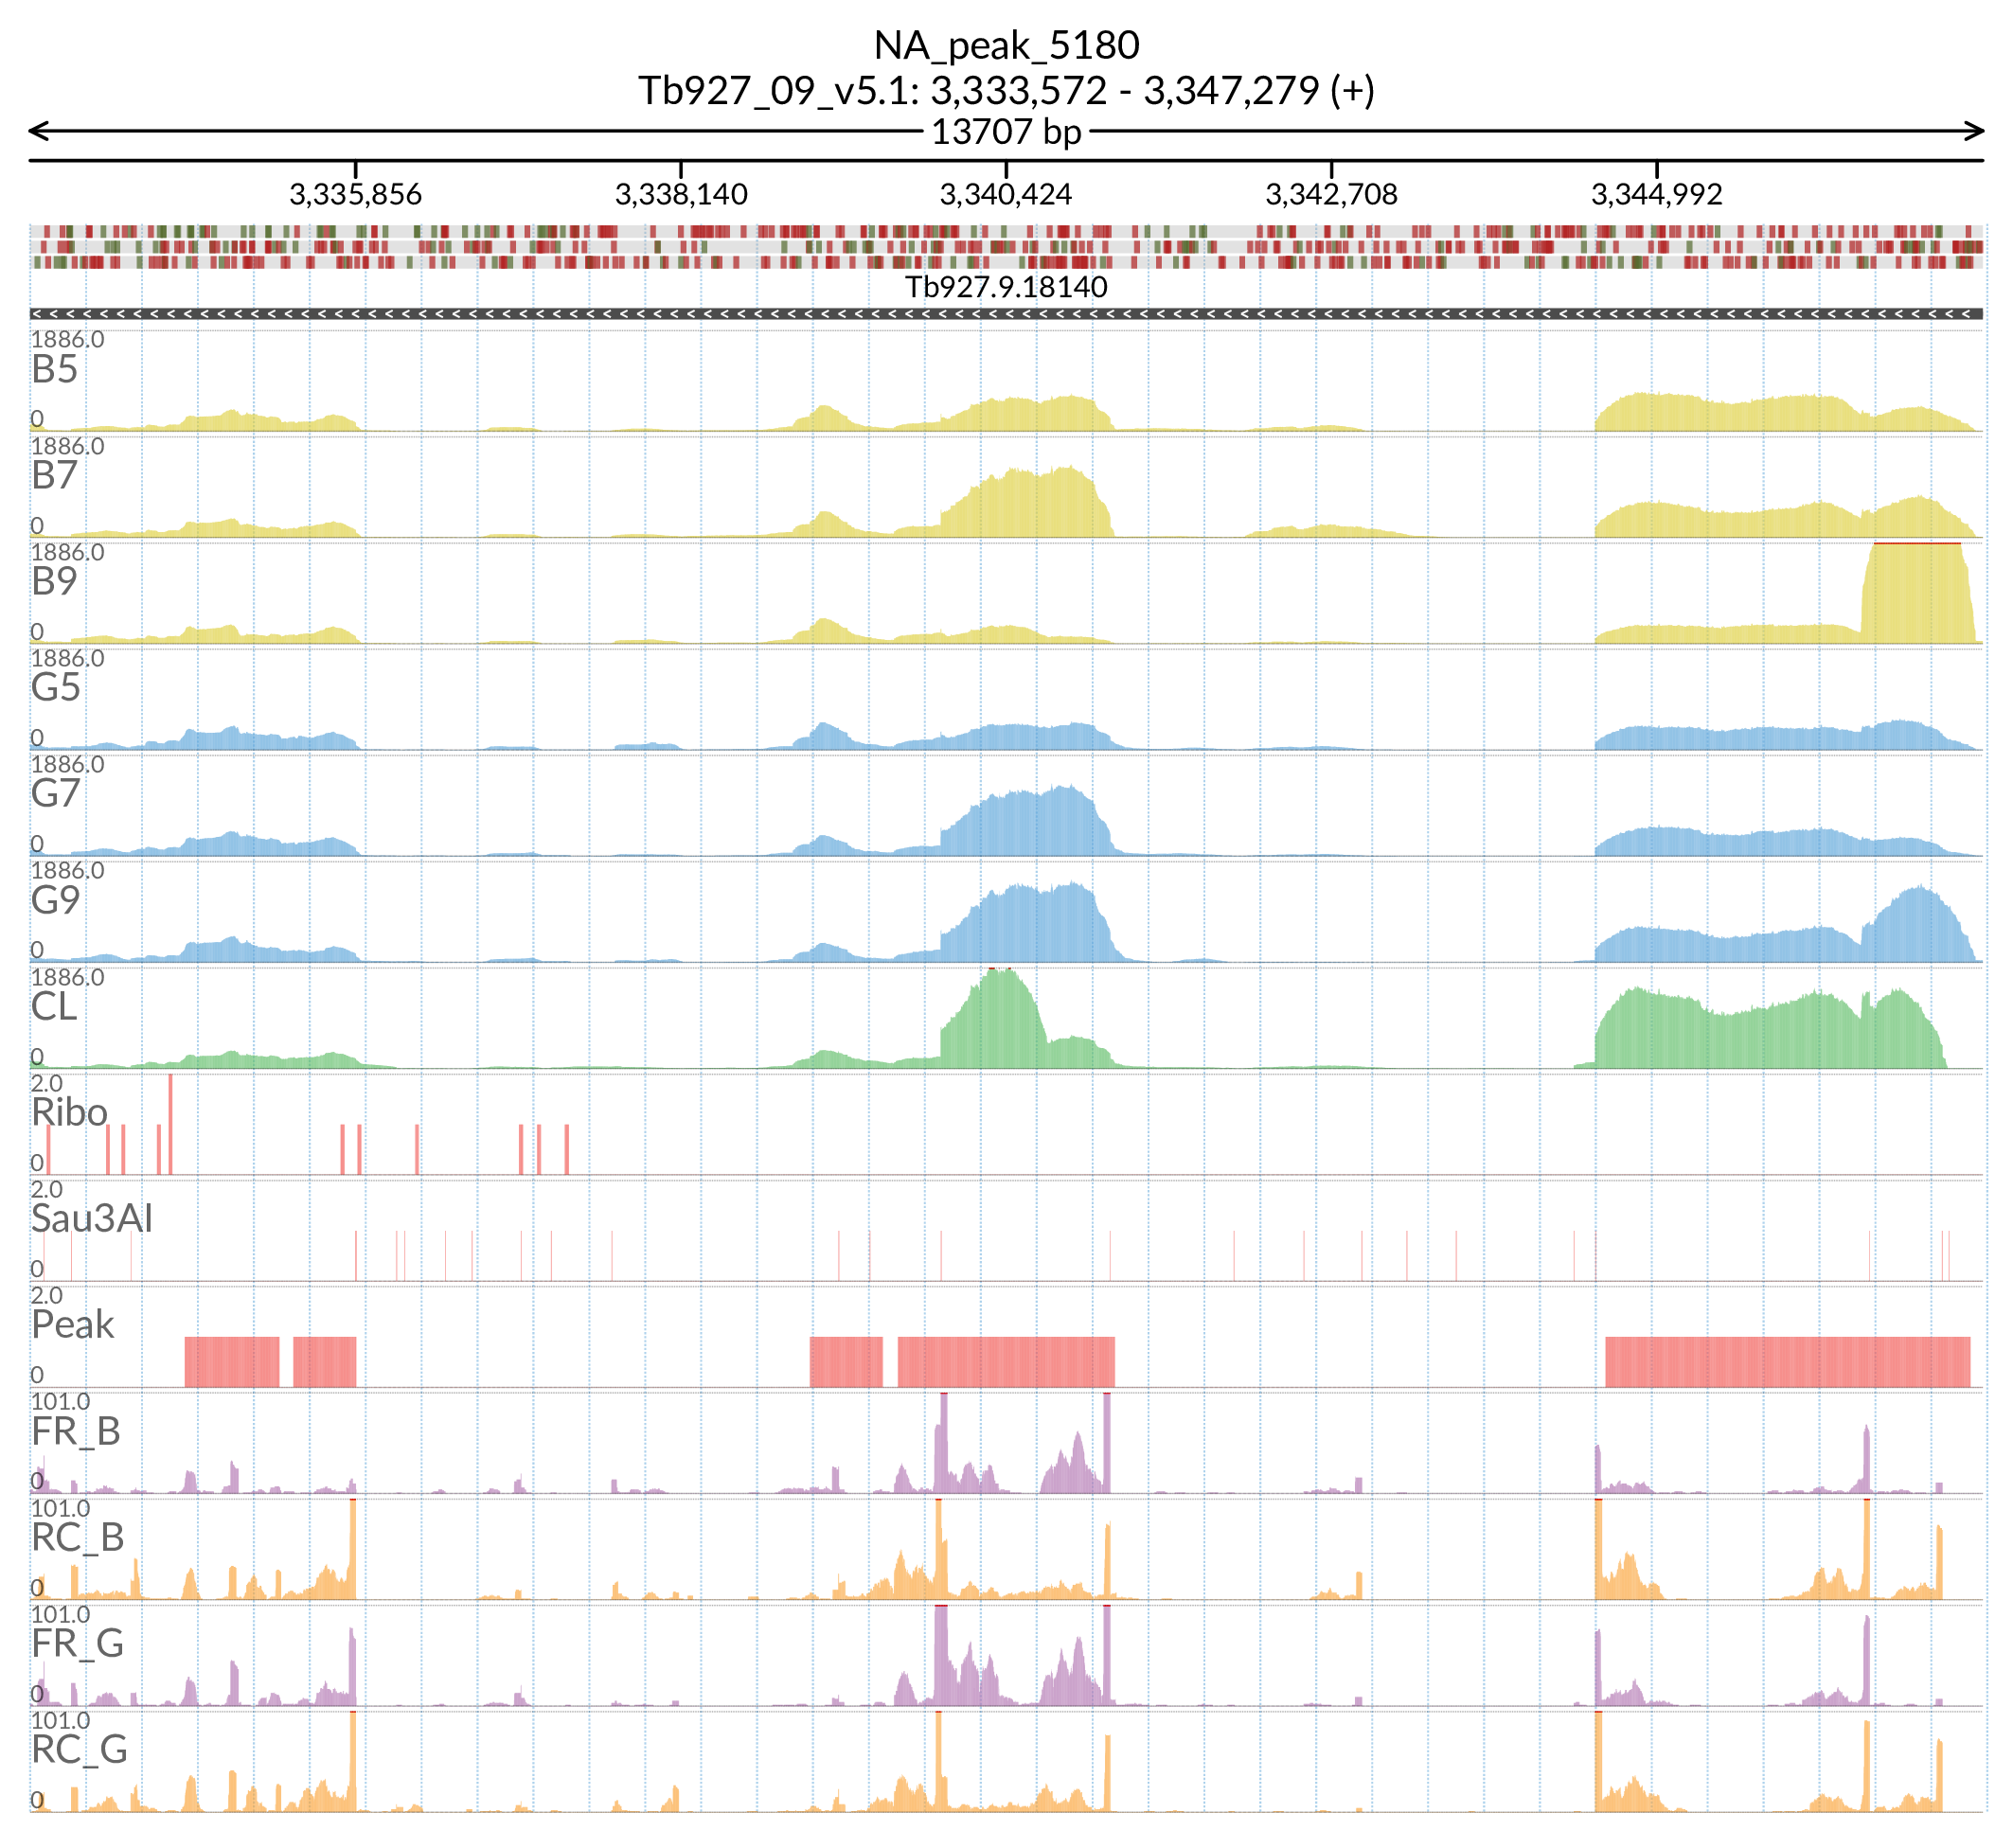 NA_peak_5180
Tb927_09_v5.1: 3,333,572 - 3,347,279 (+)
13707 bp
3,335,856 3,338,140 3,340,424 3,342,708 3,344,992
Tb927.9.18140
1886.0
B5
0
1886.0
B7
0
1886.0
B9
0
1886.0
G5
0
1886.0
G7
0
1886.0
G9
0
1886.0
CL
0
2.0
Ribo
0
2.0
Sau3AI
0
2.0
Peak
0
101.0
FR_B
0
101.0
RC_B
0
101.0
FR_G
0
101.0
RC_G
0